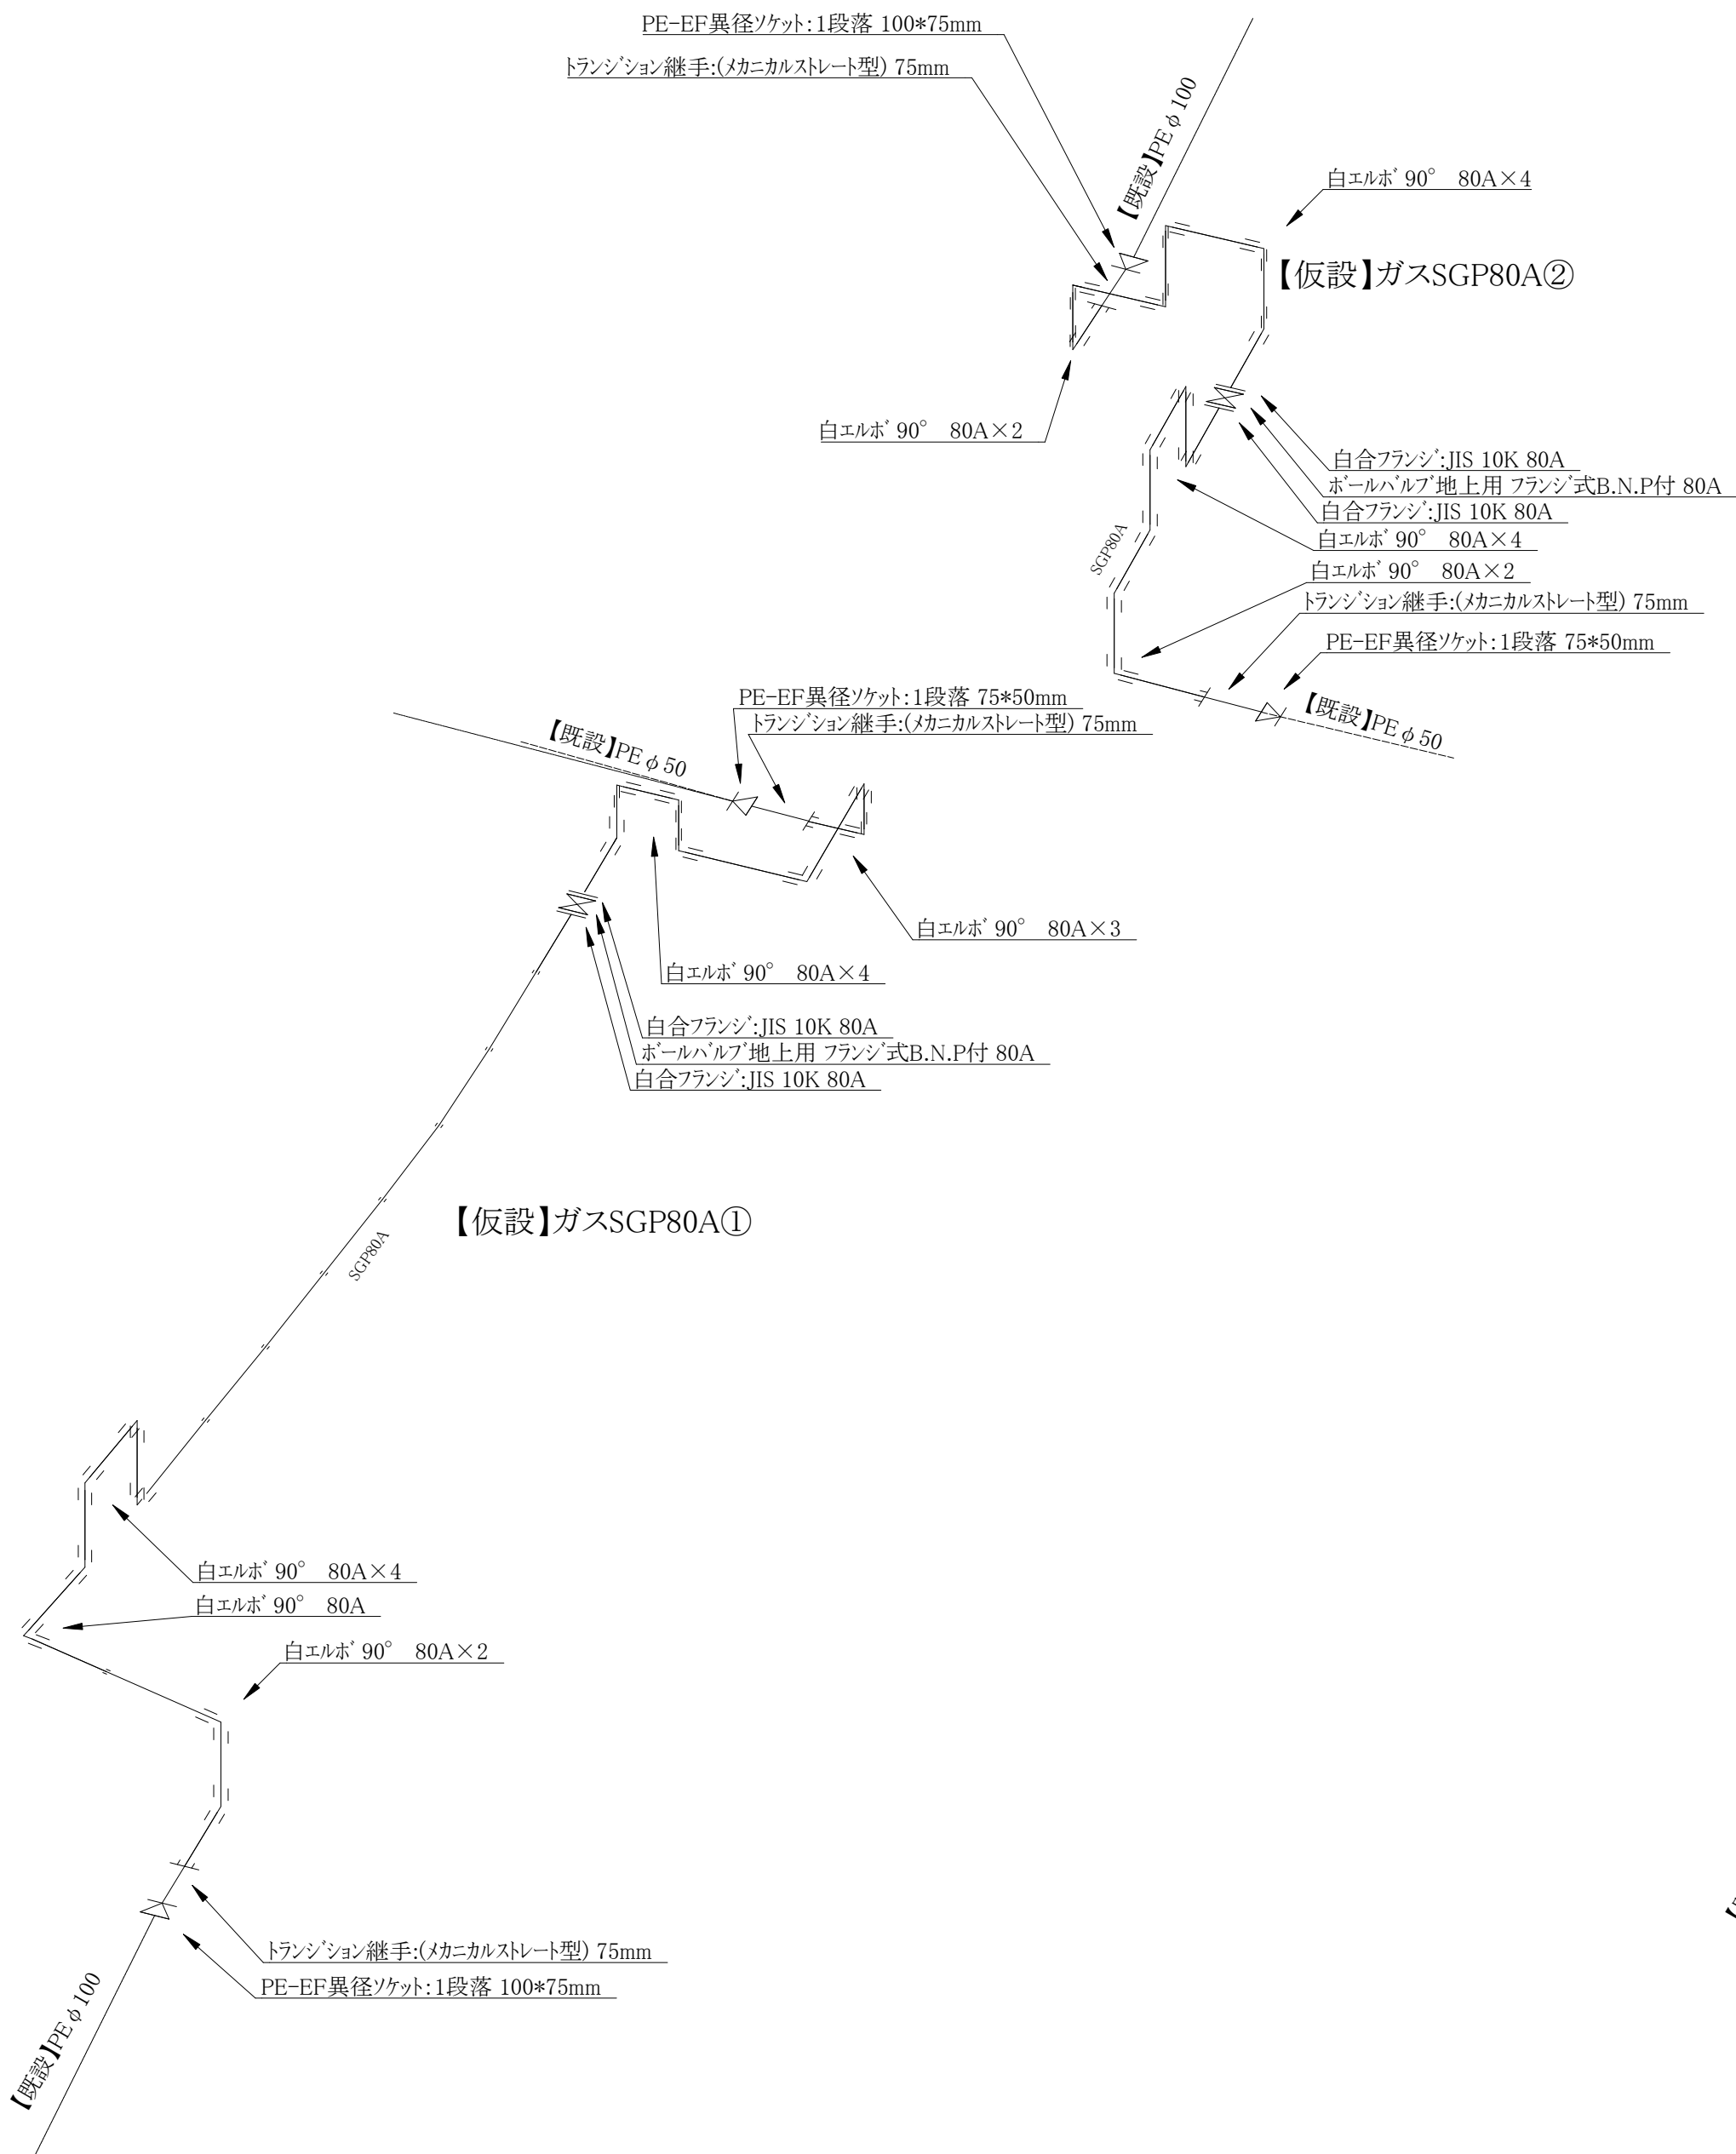 PE-EF異径ソケット:1段落 100*75mm
トランジション継手:(メカニカルストレート型) 75mm
【既設】PEφ100
白エルボ 90° 80A×4
【仮設】ガスSGP80A②
白エルボ 90° 80A×2
白合フランジ:JIS 10K 80A
ボールバルブ地上用 フランジ式B.N.P付 80A
白合フランジ:JIS 10K 80A
白エルボ 90° 80A×4
SGP80A
白エルボ 90° 80A×2
トランジション継手:(メカニカルストレート型) 75mm
PE-EF異径ソケット:1段落 75*50mm
【既設】PEφ50
PE-EF異径ソケット:1段落 75*50mm
トランジション継手:(メカニカルストレート型) 75mm
【既設】PEφ50
白エルボ 90° 80A×3
白エルボ 90° 80A×4
白合フランジ:JIS 10K 80A
ボールバルブ地上用 フランジ式B.N.P付 80A
白合フランジ:JIS 10K 80A
【仮設】ガスSGP80A①
SGP80A
白エルボ 90° 80A×4
白エルボ 90° 80A
白エルボ 90° 80A×2
トランジション継手:(メカニカルストレート型) 75mm
PE-EF異径ソケット:1段落 100*75mm
【既設】PEφ100